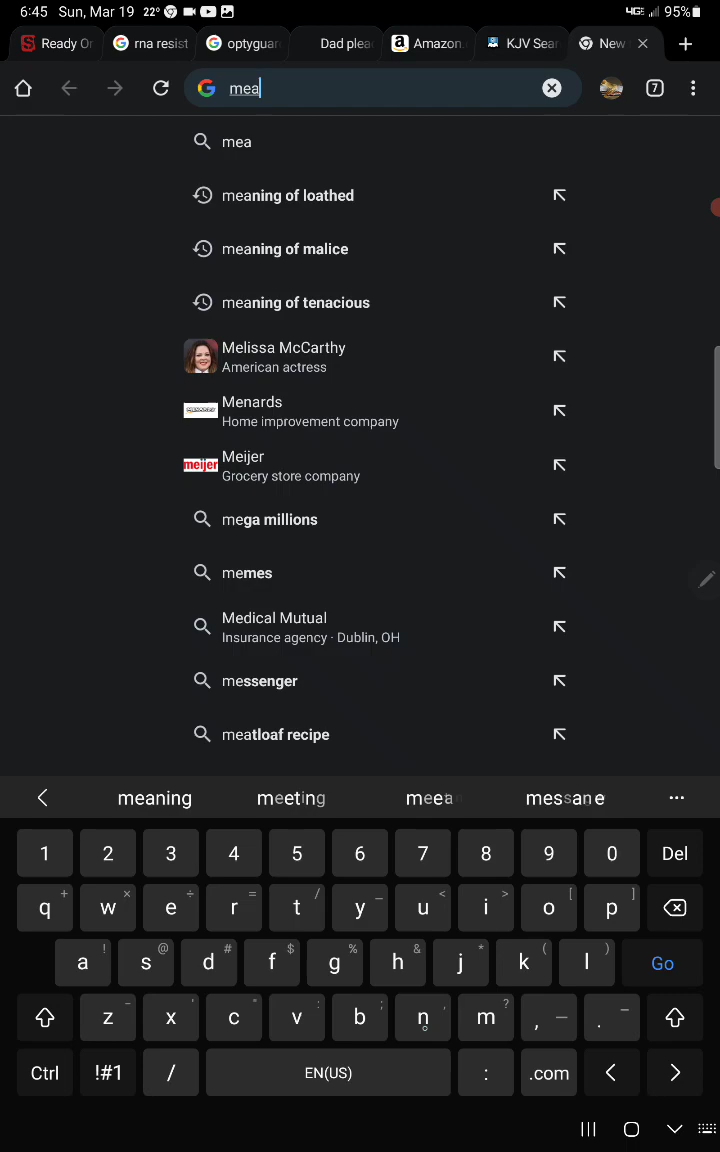 6:45 Sun, Mar 19 22° 4GE 95%
Ready Or rna resist optyguar Dad plea Amazon. KJV Sear New
mea 7
mea
meaning of loathed
meaning of malice
meaning of tenacious
Melissa McCarthy
American actress
Menards
Home improvement company
Meijer
Grocery store company
mega millions
memes
Medical Mutual
Insurance agency · Dublin, OH
messenger
meatloaf recipe
meaning meeting
1 2 3 4 5 6 7 8 9 0 Del
q + w × e ÷ r = t / y _ u < i > o [ p ]
a ! s @ d # f $ g % h & j * k ( l ) Go
z - x ' c " v : b ; n , m ? , — . –
Ctrl !#1 / EN(US) : .com < >